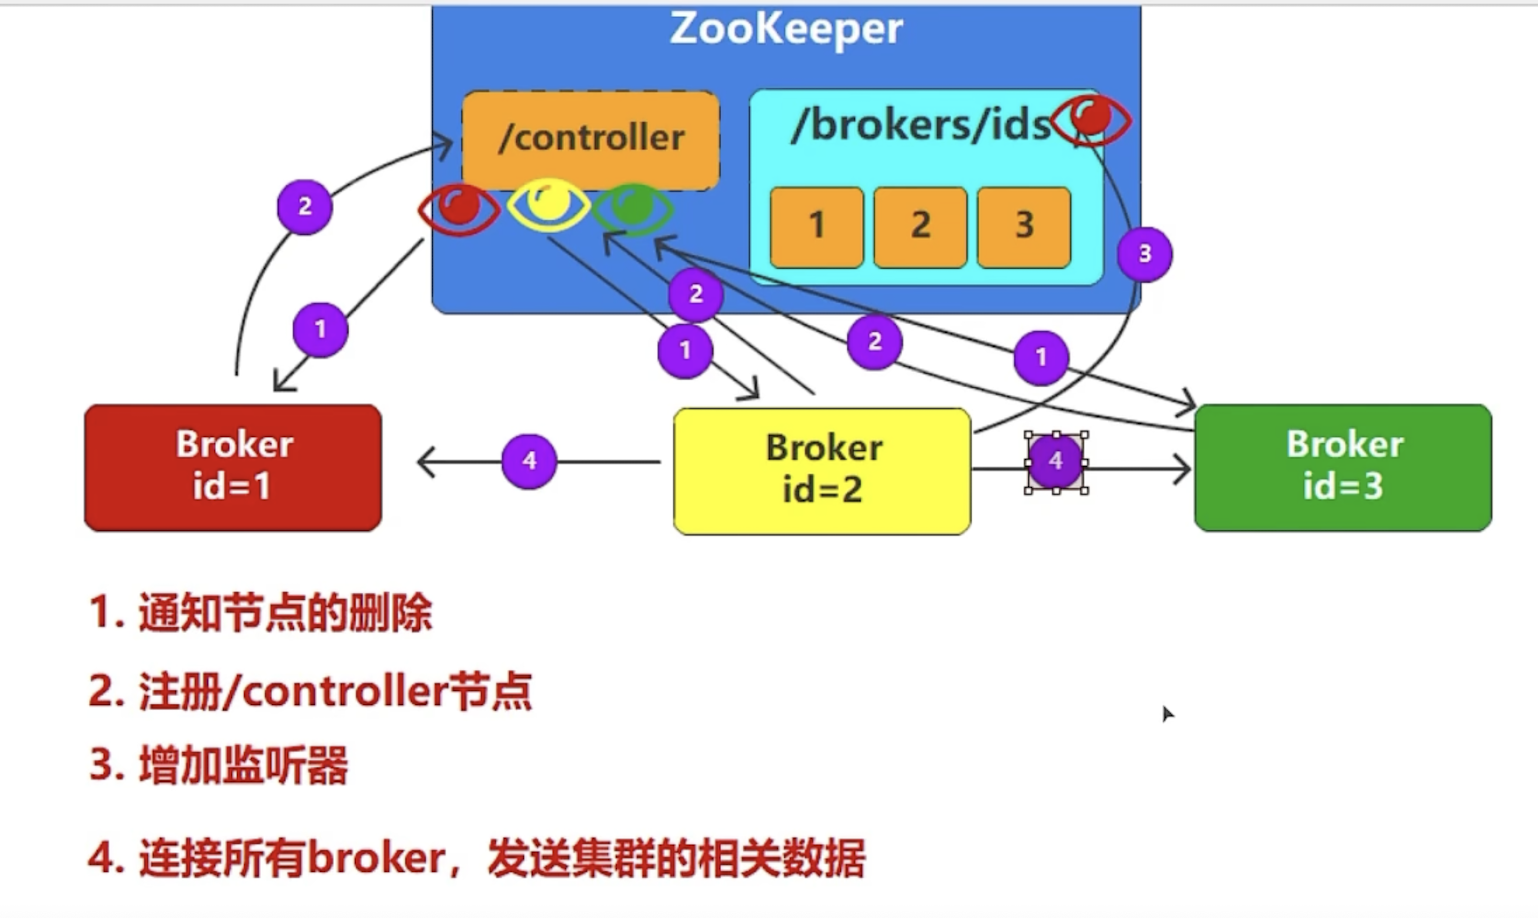 ZooKeeper
/controller
/brokers/ids
1
2
3
2
3
2
1
1
2
1
Broker
id=1
4
Broker
id=2
4
Broker
id=3
1. 通知节点的删除
2. 注册/controller节点
3. 增加监听器
4. 连接所有broker，发送集群的相关数据